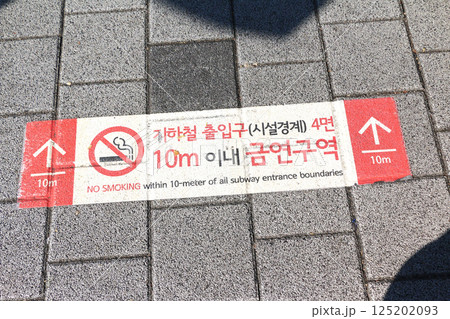 지하철 출입구(시설경계) 4면
10m 이내 금연구역
NO SMOKING within 10-meter of all subway entrance boundaries
10m
10m
125202093